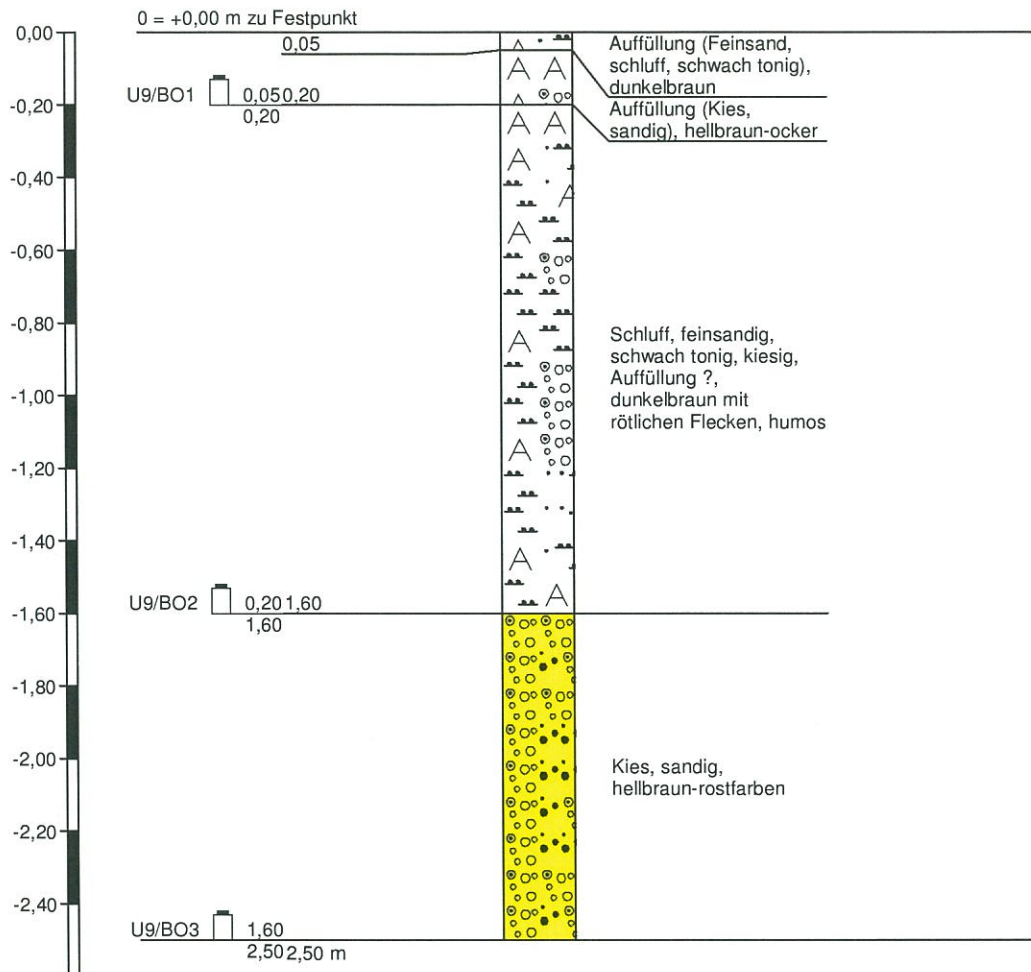 0 = +0,00 m zu Festpunkt
0,00
0,05
Auffüllung (Feinsand,
schluff, schwach tonig),
dunkelbraun
U9/BO1
0,05 0,20
-0,20
0,20
Auffüllung (Kies,
sandig), hellbraun-ocker
-0,40
-0,60
-0,80
Schluff, feinsandig,
schwach tonig, kiesig,
Auffüllung ?,
dunkelbraun mit
rötlichen Flecken, humos
-1,00
-1,20
-1,40
U9/BO2
0,20 1,60
-1,60
1,60
-1,80
-2,00
Kies, sandig,
hellbraun-rostfarben
-2,20
-2,40
U9/BO3
1,60
2,50 2,50 m